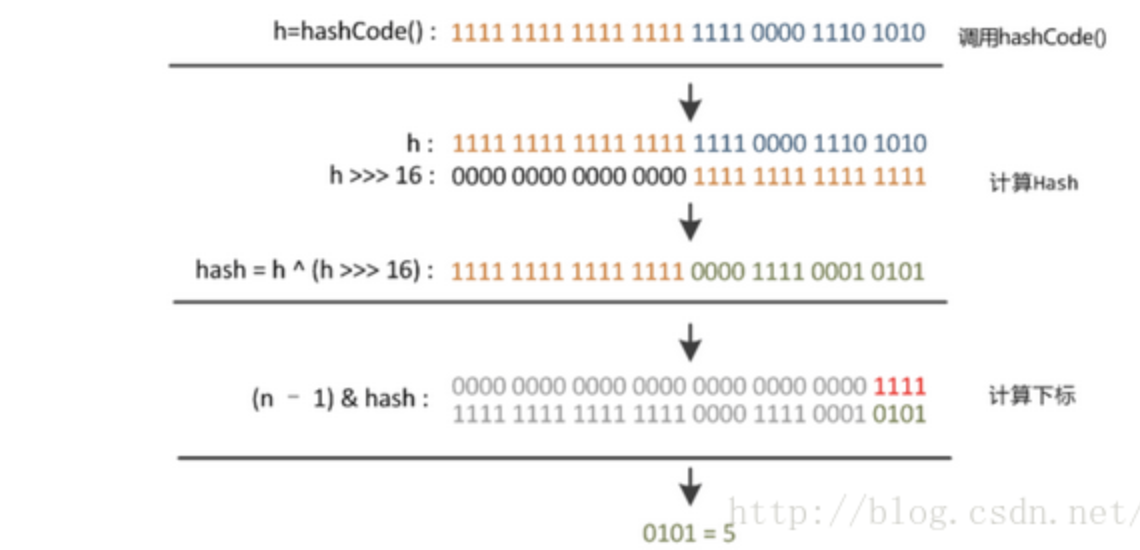 h=hashCode() : 1111 1111 1111 1111 1111 0000 1110 1010 调用hashCode()
h : 1111 1111 1111 1111 1111 0000 1110 1010
h >>> 16 : 0000 0000 0000 0000 1111 1111 1111 1111 计算Hash
hash = h ^ (h >>> 16) : 1111 1111 1111 1111 0000 1111 0001 0101
0000 0000 0000 0000 0000 0000 0000 1111
(n - 1) & hash : 1111 1111 1111 1111 0000 1111 0001 0101 计算下标
http://blog.csdn.net/
0101 = 5